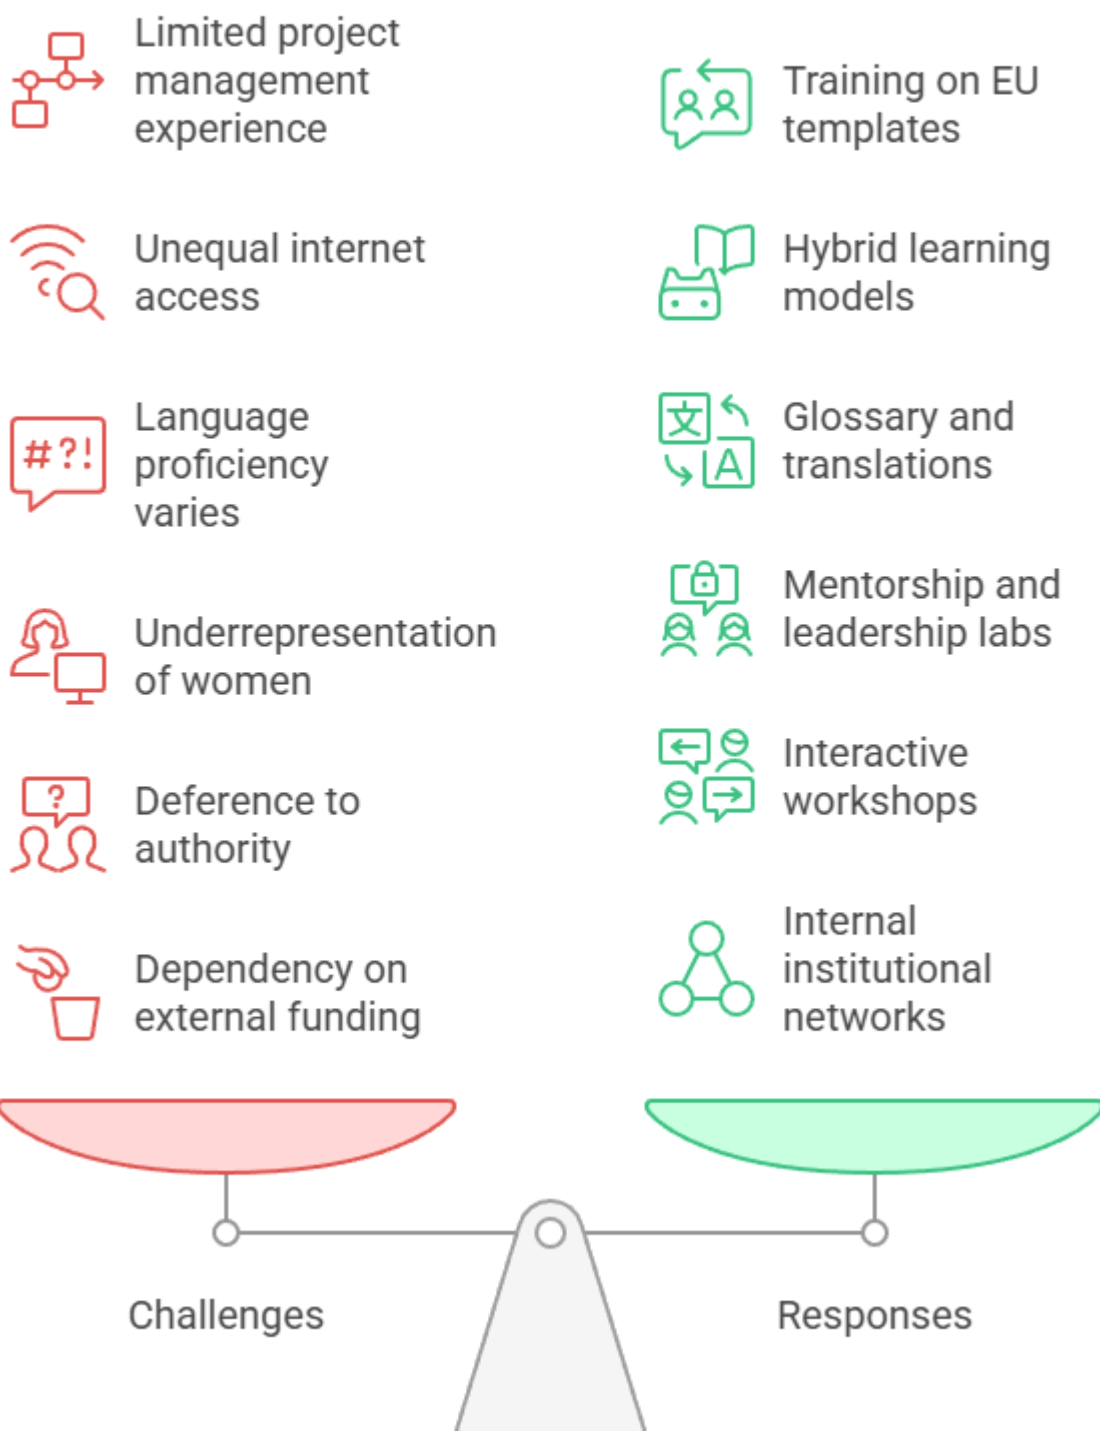 Limited project
management
experience
Unequal internet
access
#?!
Language
proficiency
varies
Underrepresentation
of women
?
Deference to
authority
Dependency on
external funding
Training on EU
templates
Hybrid learning
models
文
A
Glossary and
translations
Mentorship and
leadership labs
Interactive
workshops
Internal
institutional
networks
Challenges
Responses